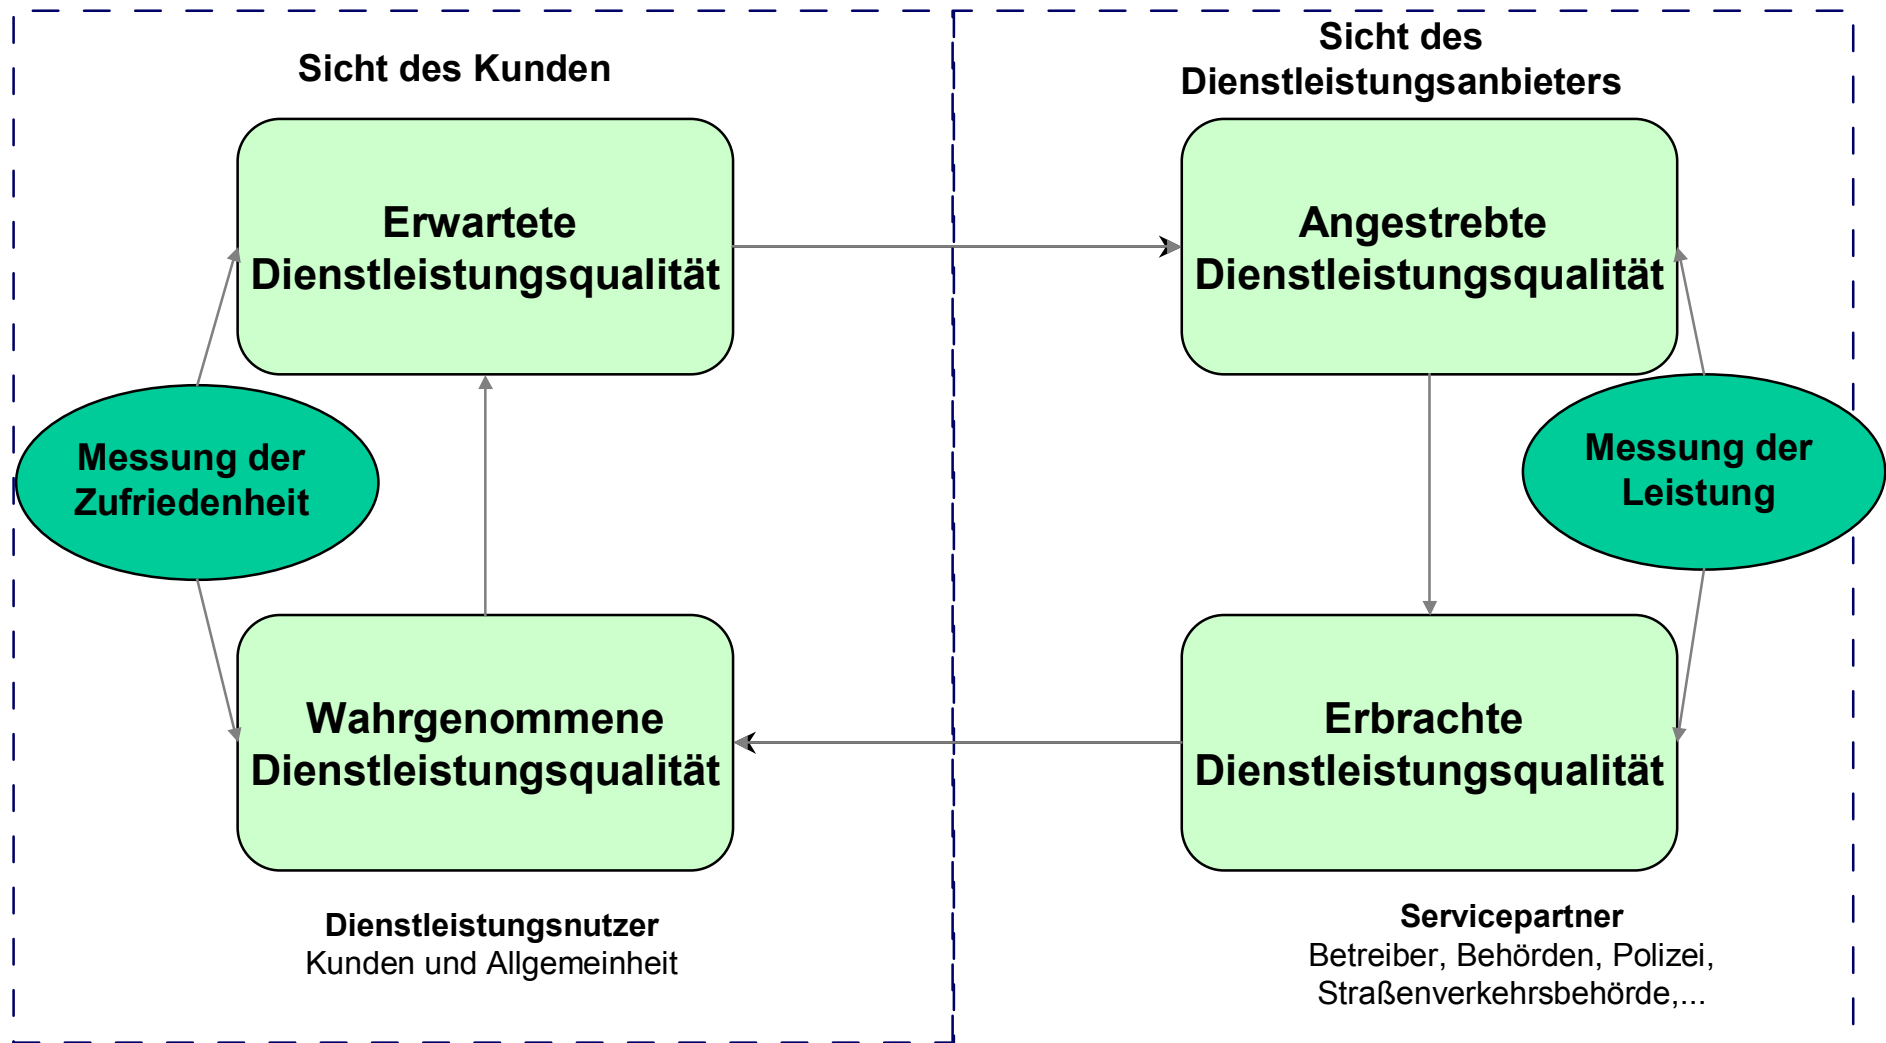 Sicht des Kunden
Sicht des
Dienstleistungsanbieters
Erwartete
Dienstleistungsqualität
Angestrebte
Dienstleistungsqualität
Messung der
Zufriedenheit
Messung der
Leistung
Wahrgenommene
Dienstleistungsqualität
Erbrachte
Dienstleistungsqualität
Dienstleistungsnutzer
Kunden und Allgemeinheit
Servicepartner
Betreiber, Behörden, Polizei,
Straßenverkehrsbehörde,...